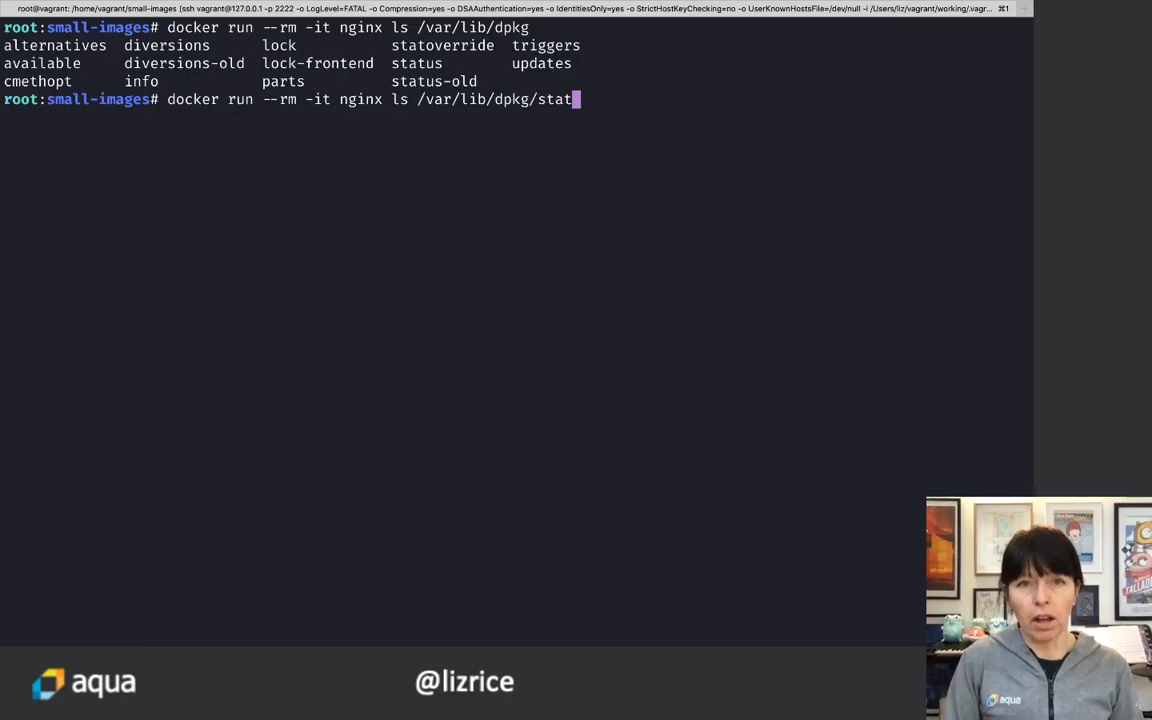 root@vagrant: /home/vagrant/small-images (ssh vagrant@127.0.0.1 -p 2222 -o LogLevel=FATAL -o Compression=yes -o DSAAuthentication=yes -o IdentitiesOnly=yes -o StrictHostKeyChecking=no -o UserKnownHostsFile=/dev/null -i /Users/liz/vagrant/working/.vagr... ⌘1
root:small-images# docker run --rm -it nginx ls /var/lib/dpkg
alternatives diversions lock statoverride triggers
available diversions-old lock-frontend status updates
cmethopt info parts status-old
root:small-images# docker run --rm -it nginx ls /var/lib/dpkg/stat
aqua
aqua @lizrice